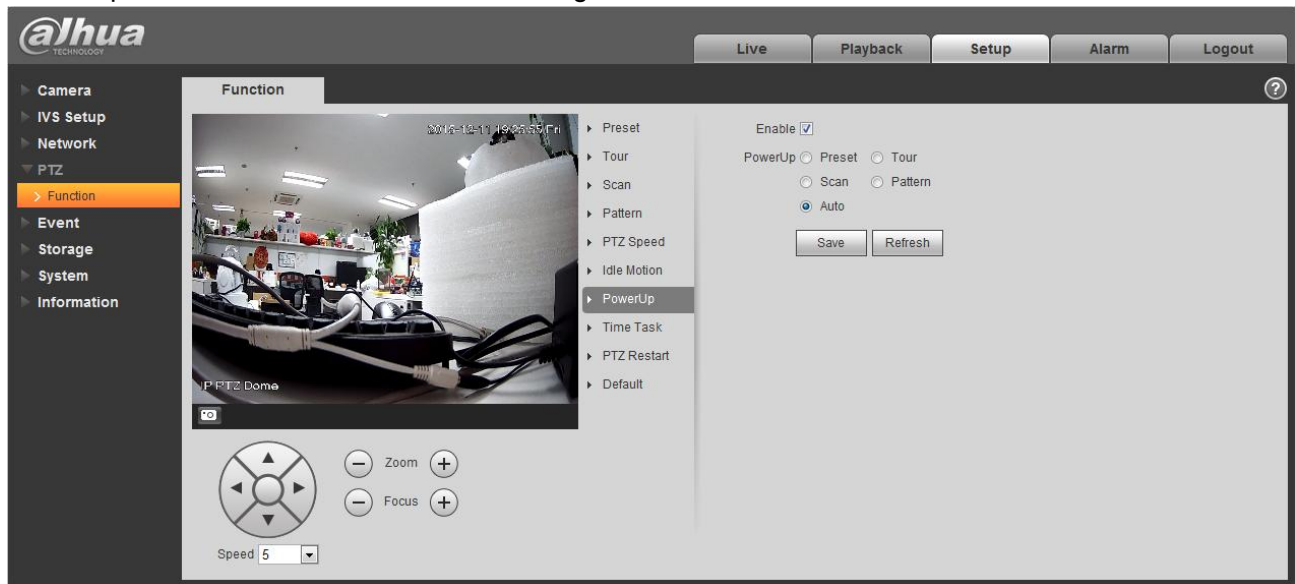 alhua
TECHNOLOGY
Live
Playback
Setup
Alarm
Logout
Camera
IVS Setup
Network
PTZ
Function
Event
Storage
System
Information
Function
?
IP PTZ Dome
Preset
Tour
Scan
Pattern
PTZ Speed
Idle Motion
PowerUp
Time Task
PTZ Restart
Default
Zoom
Focus
Speed 5
Enable
PowerUp Preset Tour
Scan Pattern
Auto
Save Refresh